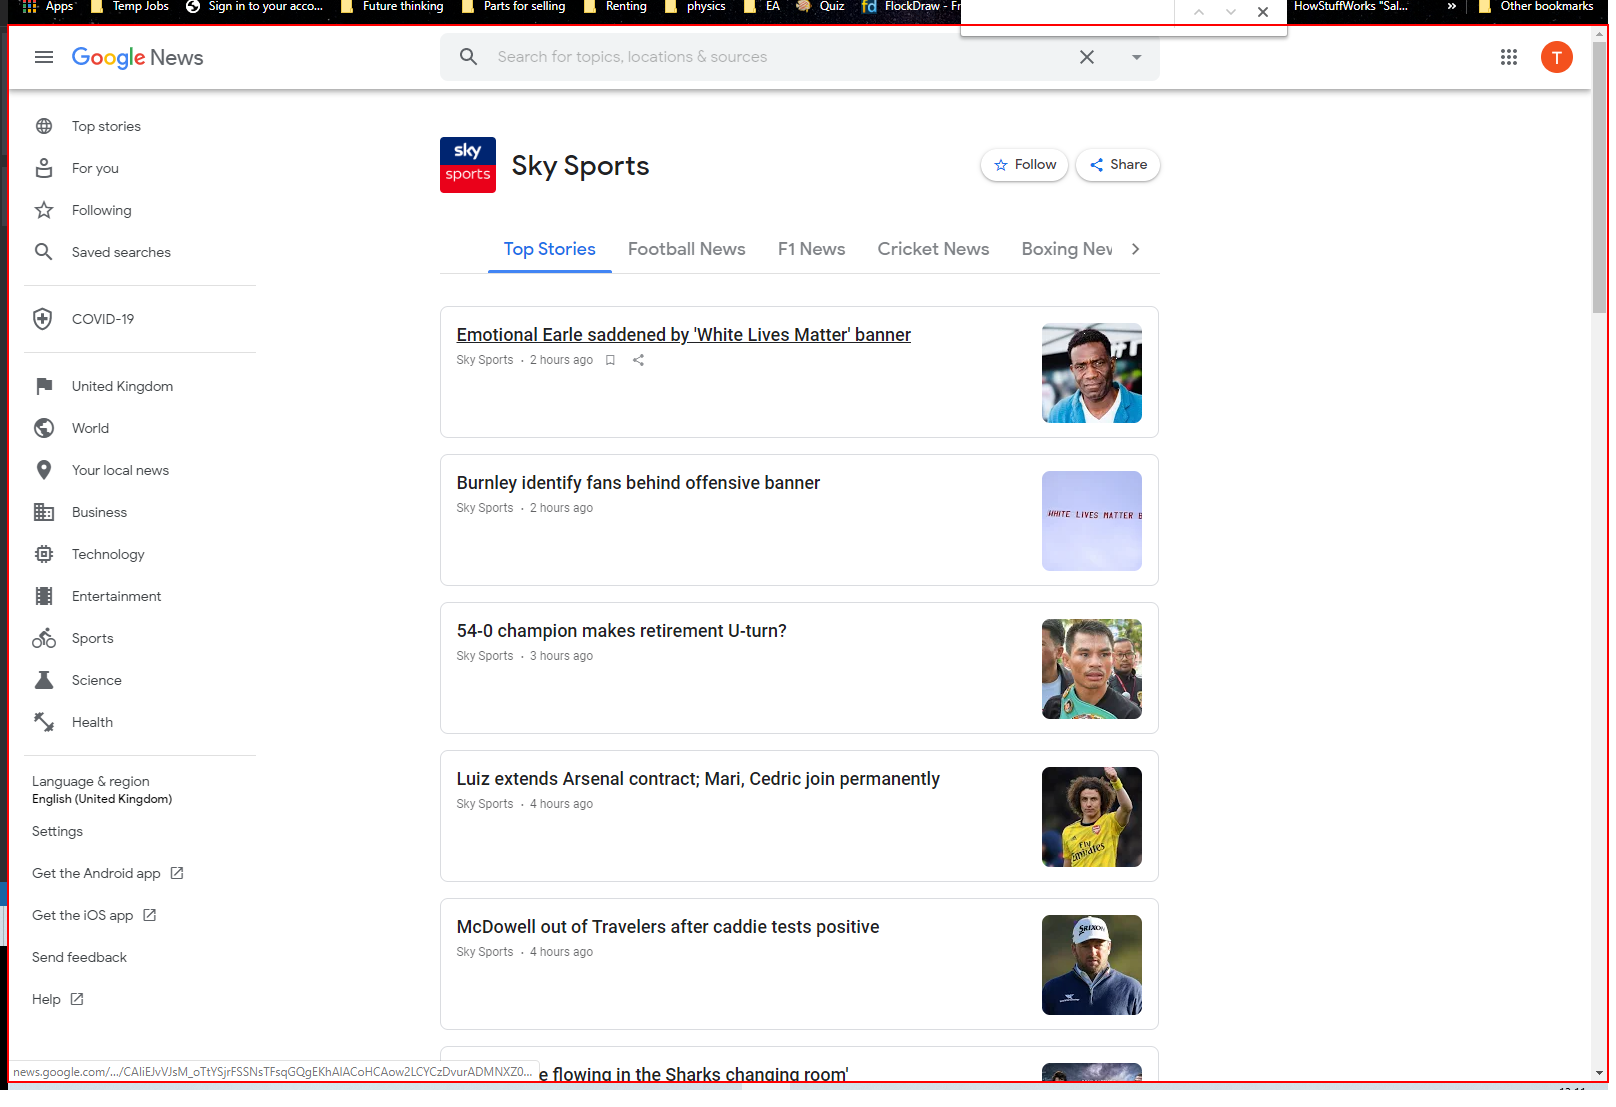 Apps Temp Jobs Sign in to your acco... Future thinking Parts for selling Renting physics EA Quiz FlockDraw - Fr HowStuffWorks "Sal... » Other bookmarks
Google News
Search for topics, locations & sources
T
Top stories
For you
Following
Saved searches
COVID-19
United Kingdom
World
Your local news
Business
Technology
Entertainment
Sports
Science
Health
Language & region
English (United Kingdom)
Settings
Get the Android app
Get the iOS app
Send feedback
Help
sky
sports
Sky Sports
Follow
Share
Top Stories Football News F1 News Cricket News Boxing New
Emotional Earle saddened by 'White Lives Matter' banner
Sky Sports · 2 hours ago
Burnley identify fans behind offensive banner
Sky Sports · 2 hours ago
WHITE LIVES MATTER B
54-0 champion makes retirement U-turn?
Sky Sports · 3 hours ago
Luiz extends Arsenal contract; Mari, Cedric join permanently
Sky Sports · 4 hours ago
Fly
Emirates
McDowell out of Travelers after caddie tests positive
Sky Sports · 4 hours ago
SRIXON
e flowing in the Sharks changing room'